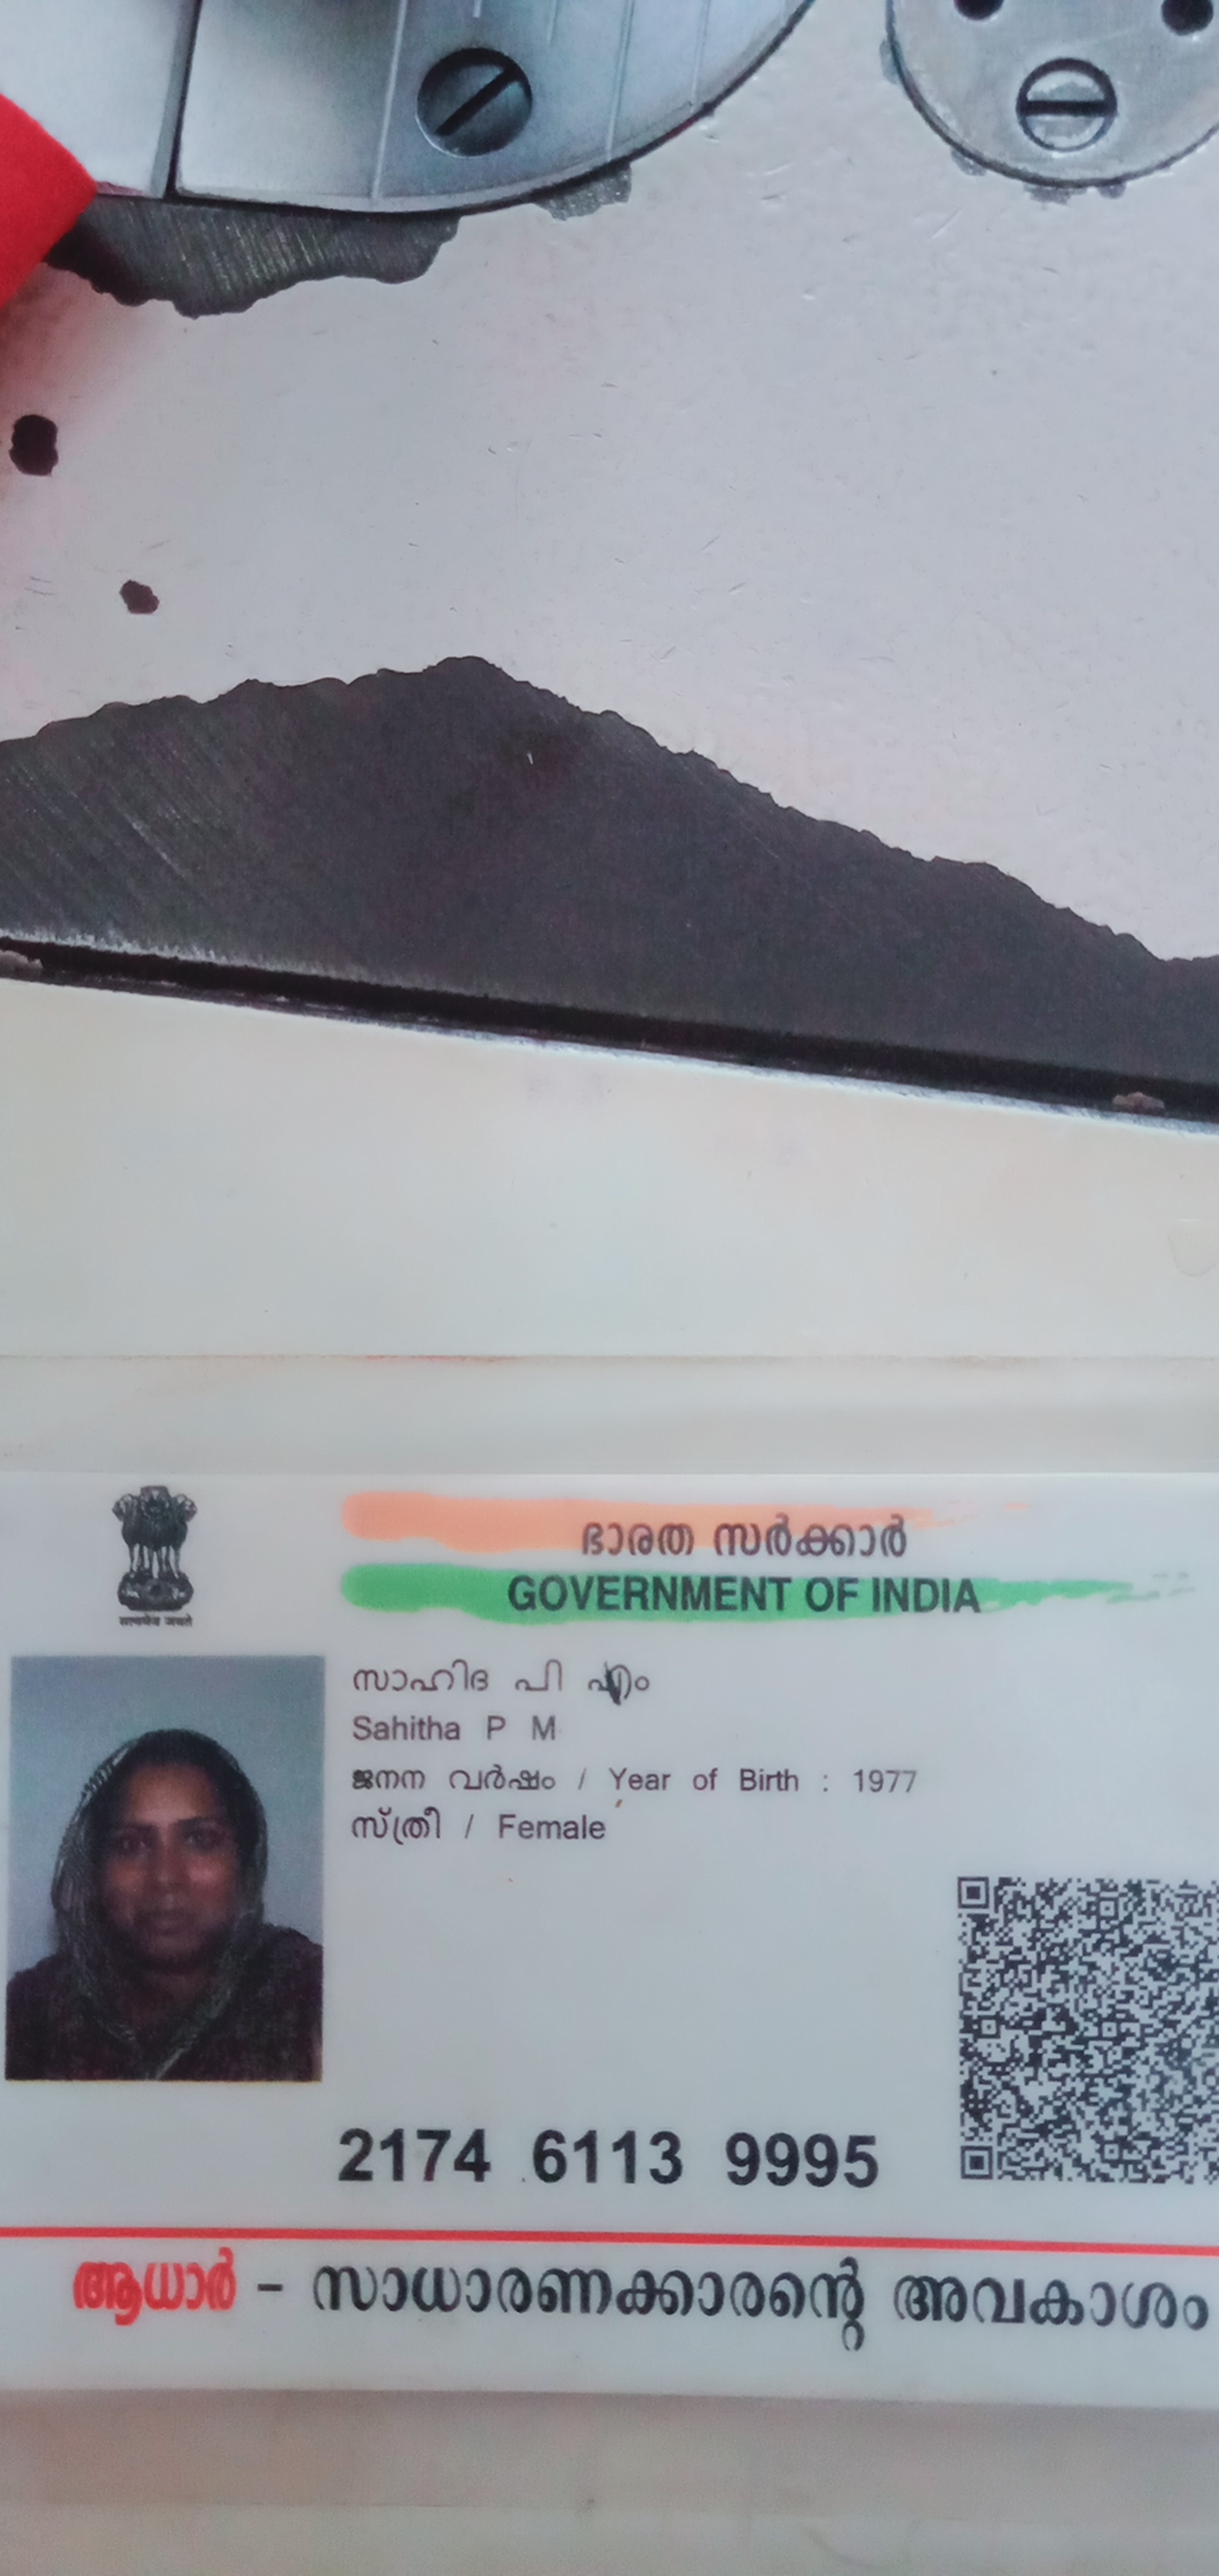 ഭാരത സർക്കാർ
GOVERNMENT OF INDIA
सत्यमेव जयते
സാഹിദ പി എം
Sahitha P M
ജനന വർഷം / Year of Birth : 1977
സ്ത്രീ / Female
2174 6113 9995
ആധാർ – സാധാരണക്കാരന്റെ അവകാശം